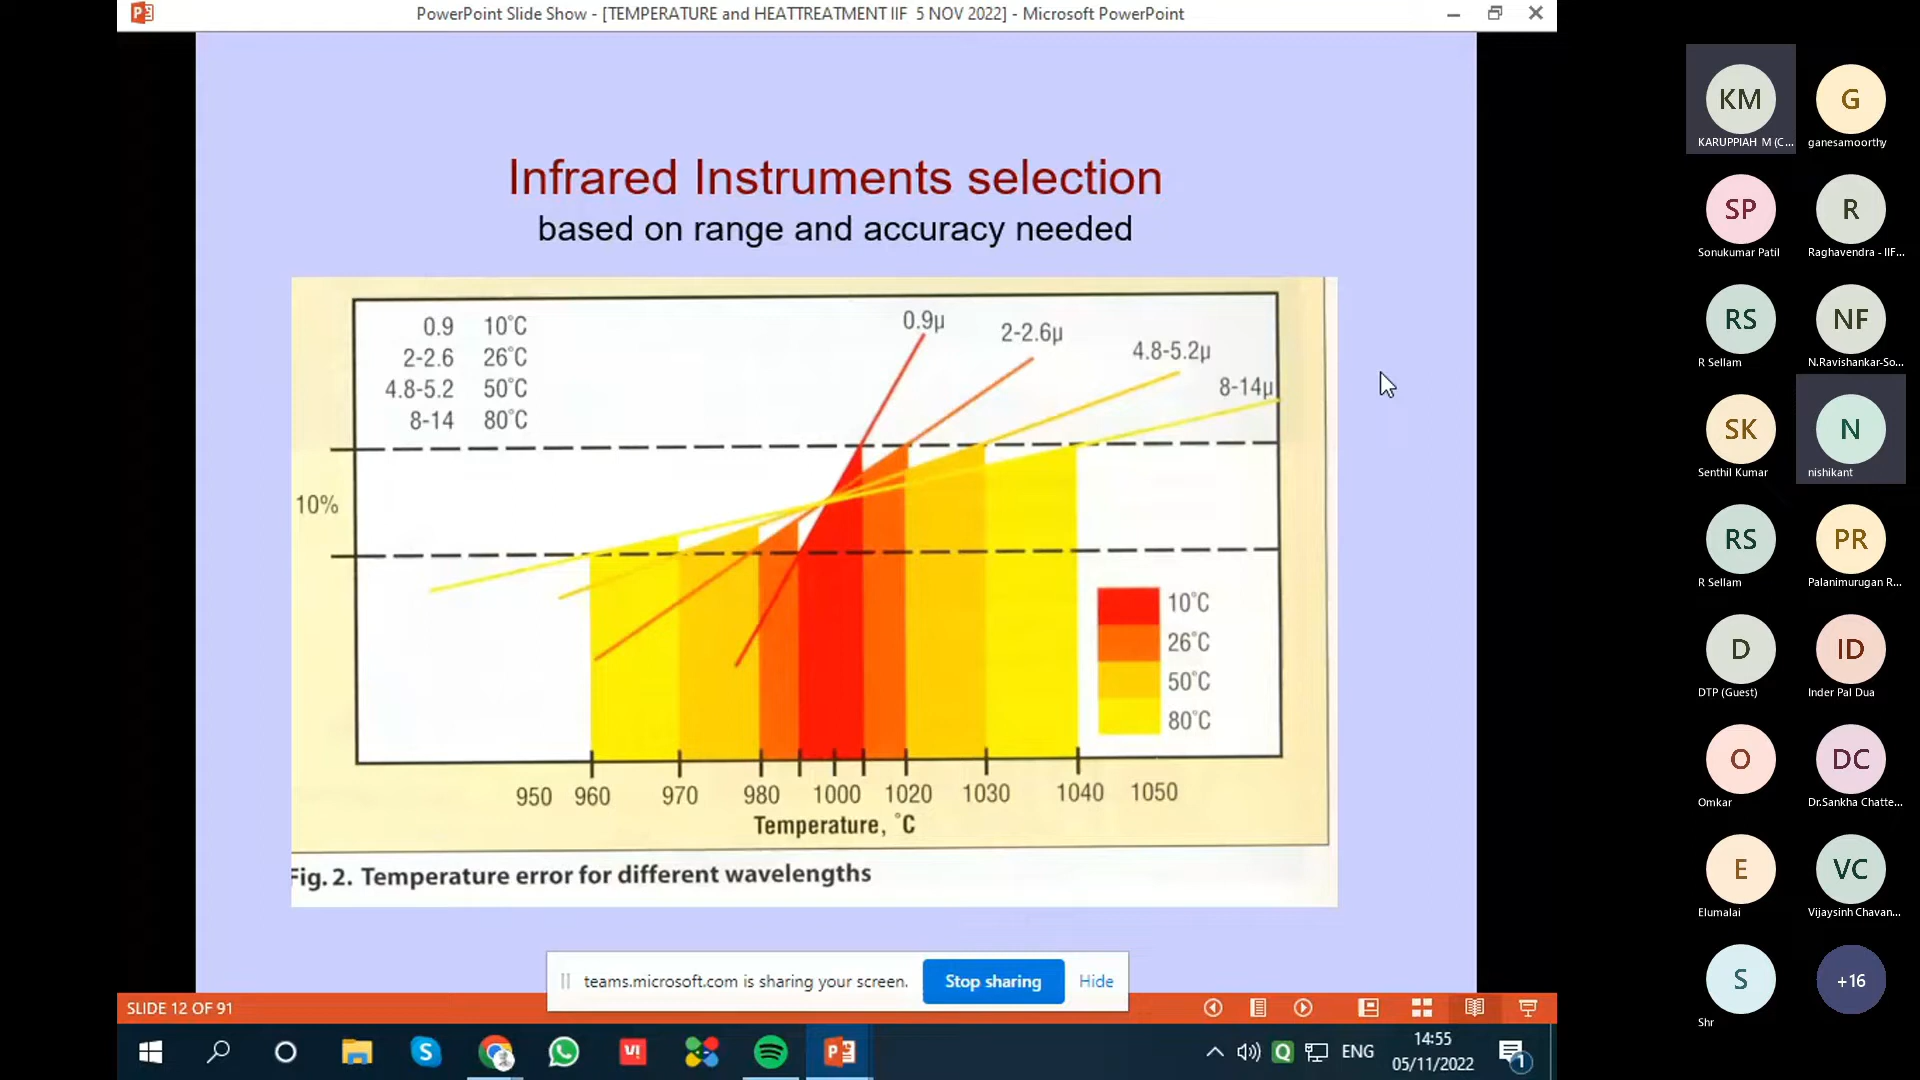 PowerPoint Slide Show - [TEMPERATURE and HEATTREATMENT IIF 5 NOV 2022] - Microsoft PowerPoint
Infrared Instruments selection
based on range and accuracy needed
0.9 10°C
2-2.6 26°C
4.8-5.2 50°C
8-14 80°C
0.9µ
2-2.6µ
4.8-5.2µ
8-14µ
10%
10°C
26°C
50°C
80°C
950 960 970 980 1000 1020 1030 1040 1050
Temperature, °C
Fig. 2. Temperature error for different wavelengths
teams.microsoft.com is sharing your screen. Stop sharing Hide
SLIDE 12 OF 91
ENG
14:55
05/11/2022
1
KM G
KARUPPIAH M (C... ganesamoorthy
SP R
Sonukumar Patil Raghavendra - IIF...
RS NF
R Sellam N.Ravishankar-So...
SK N
Senthil Kumar nishikant
RS PR
R Sellam Palanimurugan R...
D ID
DTP (Guest) Inder Pal Dua
O DC
Omkar Dr.Sankha Chatte...
E VC
Elumalai Vijaysinh Chavan...
S +16
Shr